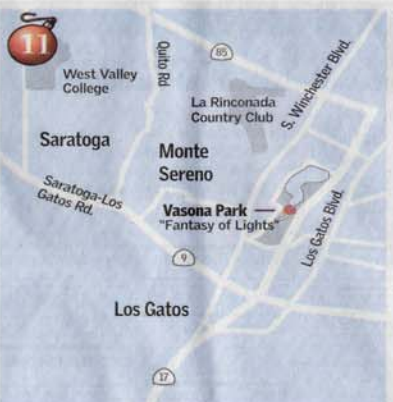 11
West Valley
College
Quito Rd
85
S. Winchester Blvd.
La Rinconada
Country Club
Saratoga
Monte
Sereno
Saratoga-Los
Gatos Rd.
Vasona Park
"Fantasy of Lights"
Los Gatos Blvd.
9
Los Gatos
17